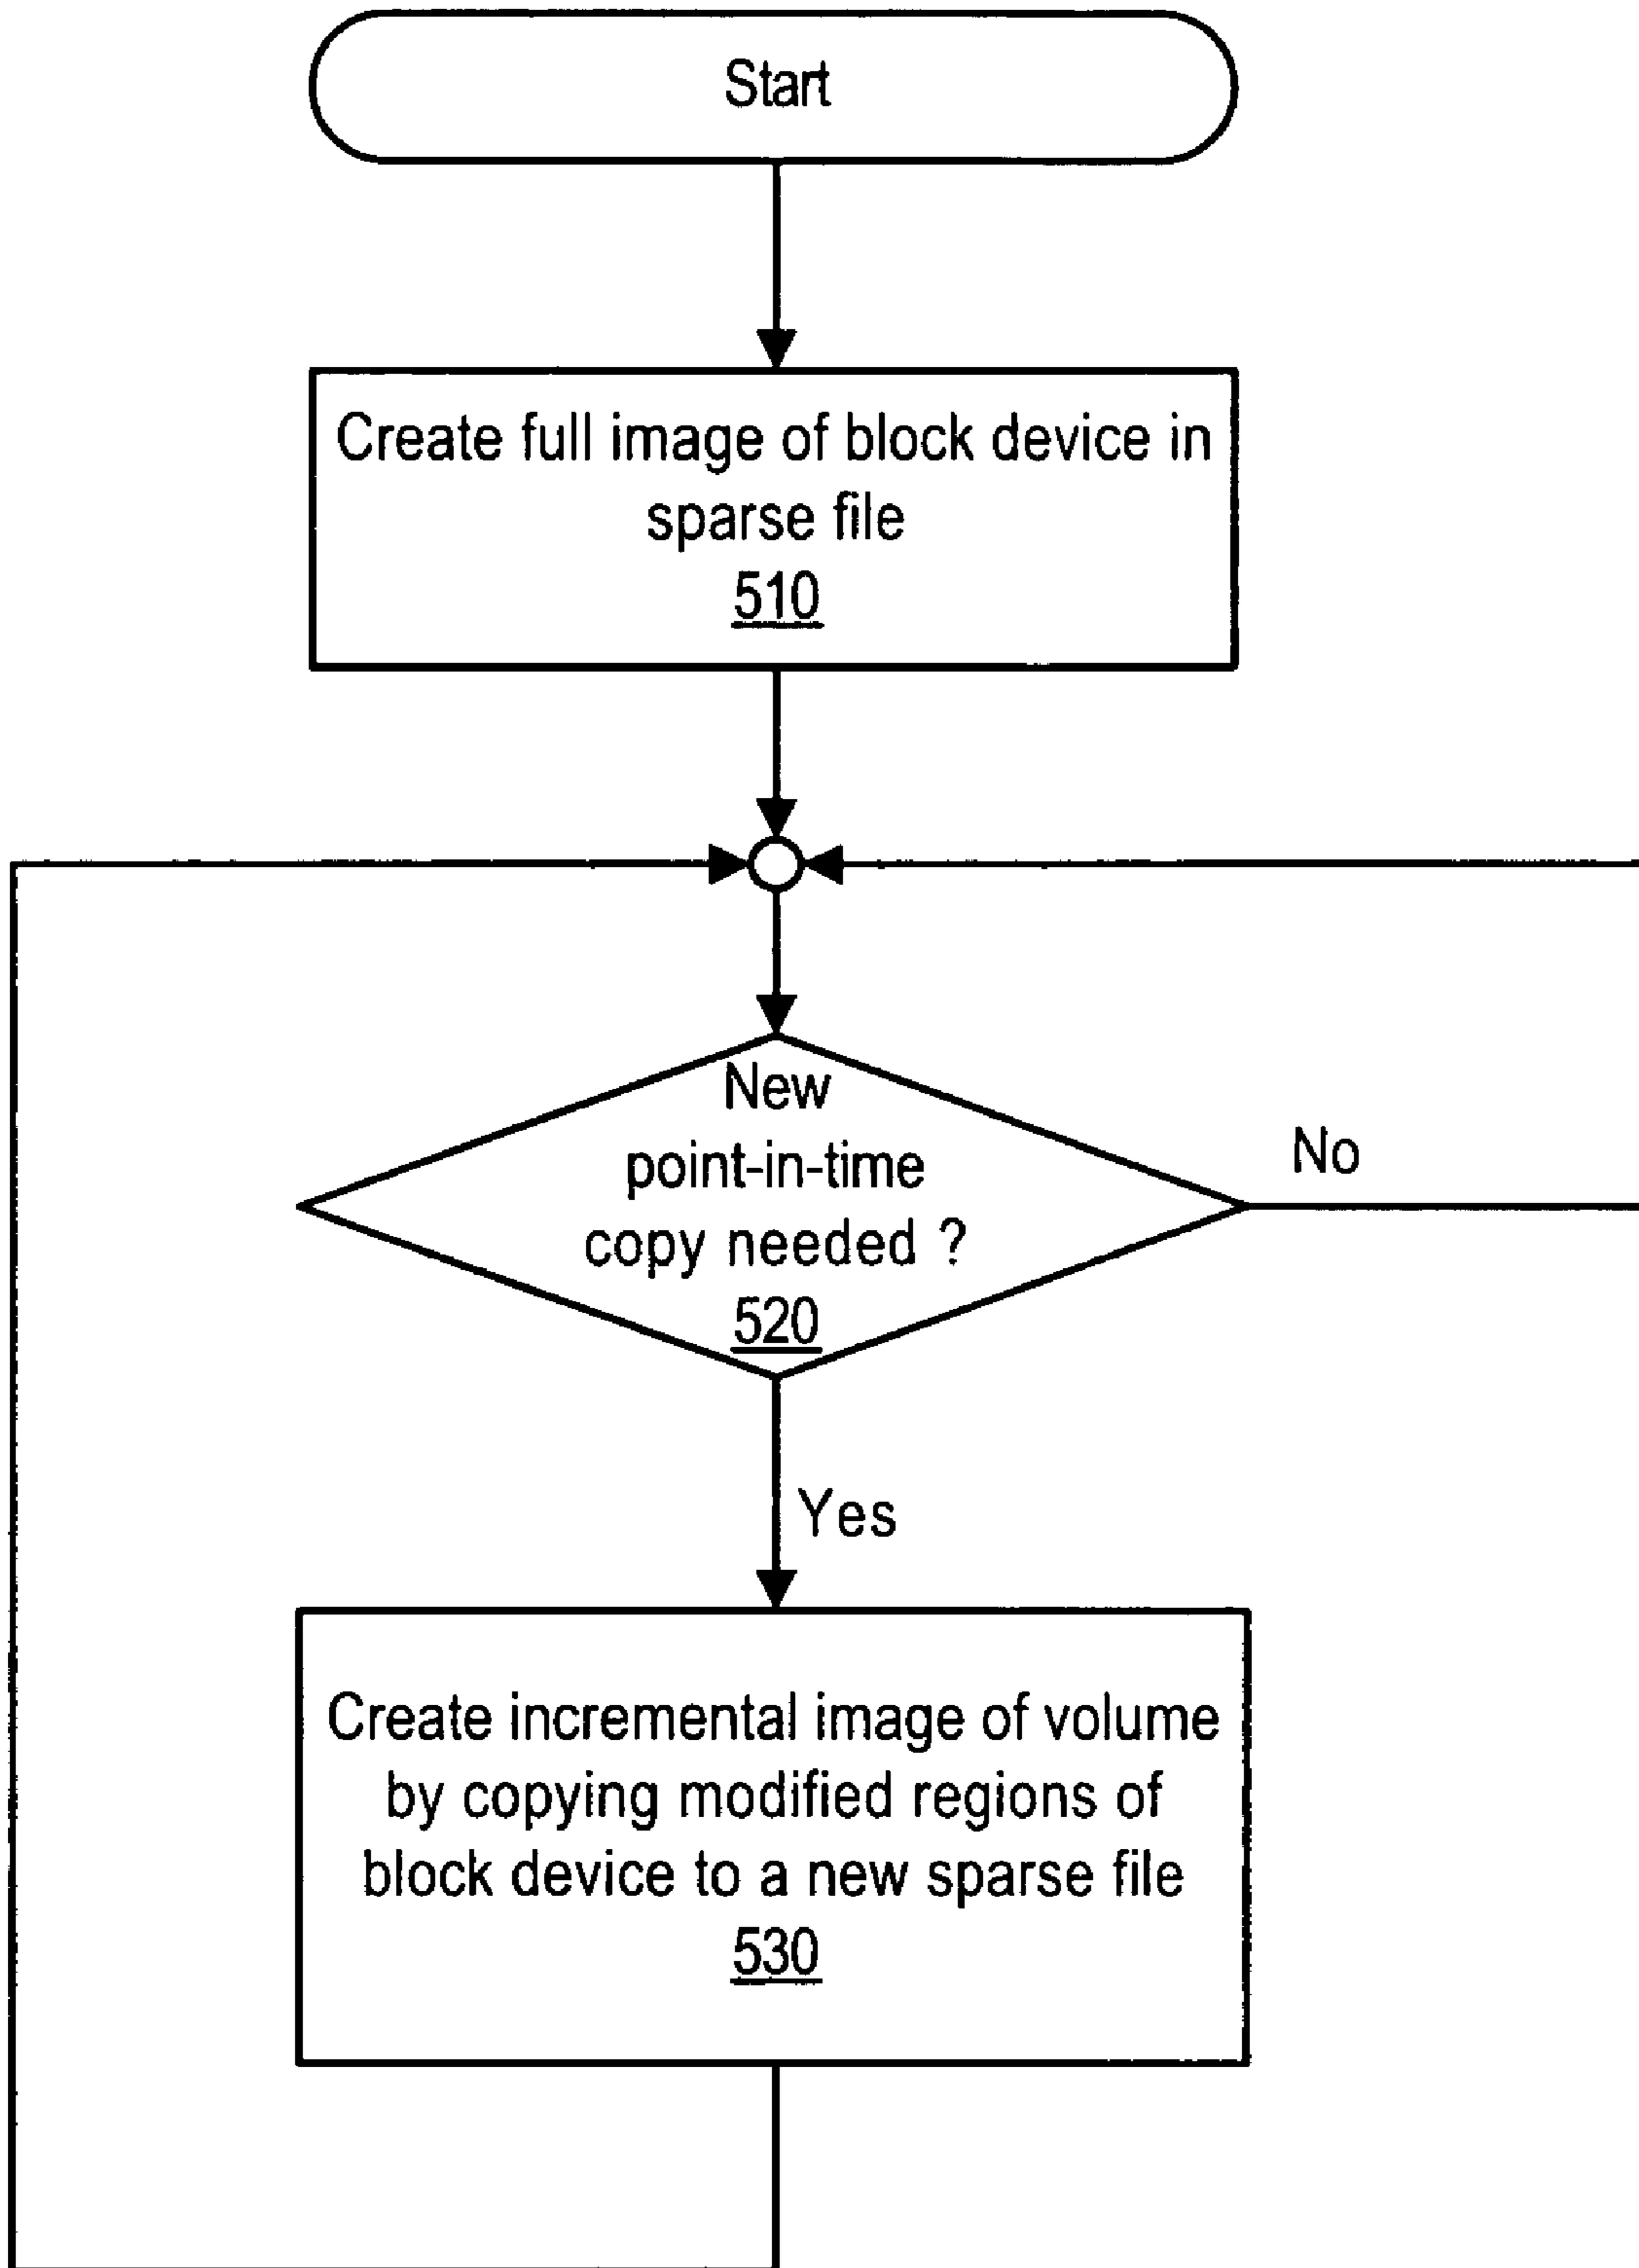 Start
Create full image of block device in
sparse file
510
New
point-in-time
copy needed ?
520
No
Yes
Create incremental image of volume
by copying modified regions of
block device to a new sparse file
530